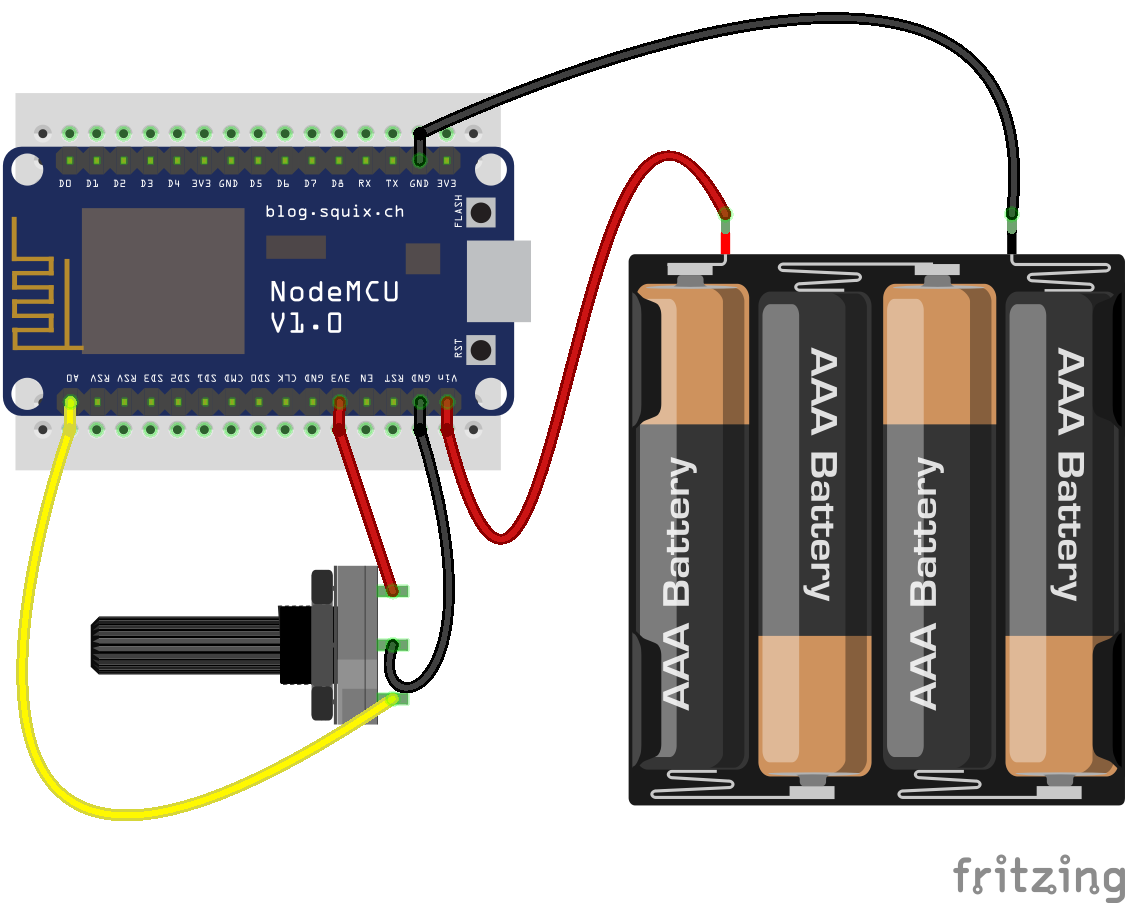 D0 D1 D2 D3 D4 3V3 GND D5 D6 D7 D8 RX TX GND 3V3
blog.squix.ch
FLASH
NodeMCU
V1.0
RST
A0 RSV RSV SD3 SD2 SD1 CMD SD0 CLK GND 3V3 EN RST GND Vin
AAA Battery
AAA Battery
AAA Battery
AAA Battery
fritzing